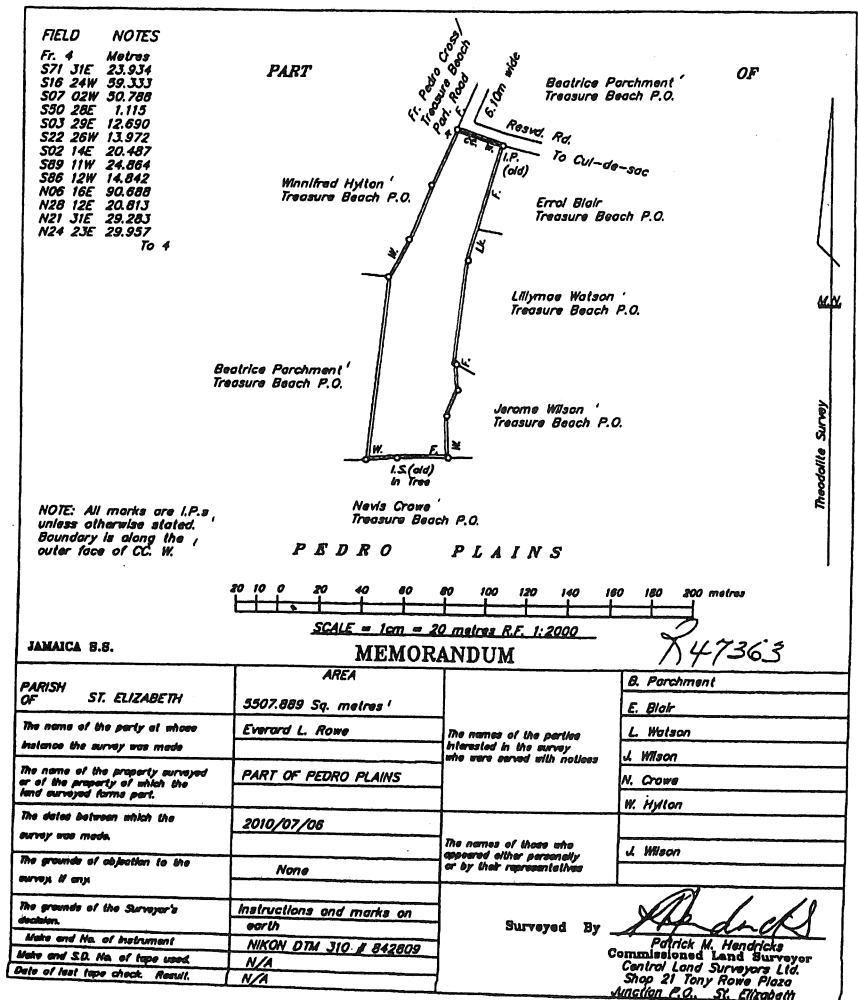 FIELD NOTES
Fr. 4 Metres
S71 31E 23.934
S16 24W 59.333
S07 02W 50.788
S50 28E 1.115
S03 29E 12.690
S22 26W 13.972
S02 14E 20.487
S89 11W 24.864
S86 12W 14.842
N06 16E 90.688
N28 12E 20.813
N21 31E 29.283
N24 23E 29.957
To 4
PART
OF
Fr. Pedro Cross/
Treasure Beach
Parl. Road
6.10m wide
Beatrice Parchment
Treasure Beach P.O.
Resvd. Rd.
To Cul-de-sac
F.
4
W.
I.P.
(old)
Winnifred Hylton
Treasure Beach P.O.
Errol Blair
Treasure Beach P.O.
F.
W.
Lk.
M.N.
Lillymae Watson
Treasure Beach P.O.
Beatrice Parchment
Treasure Beach P.O.
F.
Jerome Wilson
Treasure Beach P.O.
Theodolite Survey
W. F. W.
I.S.(old)
In Tree
Nevis Crowe
Treasure Beach P.O.
NOTE: All marks are I.P.s
unless otherwise stated.
Boundary is along the
outer face of CC. W.
PEDRO PLAINS
20 10 0 20 40 60 80 100 120 140 160 180 200 metres
SCALE = 1cm = 20 metres R.F. 1:2000
R47363
JAMAICA S.S.
MEMORANDUM
PARISH
OF ST. ELIZABETH
AREA
5507.889 Sq. metres
The name of the party at whose
instance the survey was made
Everard L. Rowe
The name of the property surveyed
or of the property of which the
land surveyed forms part.
PART OF PEDRO PLAINS
The dates between which the
survey was made.
2010/07/06
The grounds of objection to the
survey, if any.
None
The grounds of the Surveyor's
decision.
Instructions and marks on
earth
Make and No. of Instrument
NIKON DTM 310 # 842809
Make and S.D. No. of tape used.
N/A
Date of last tape check. Result.
N/A
The names of the parties
interested in the survey
who were served with notices
B. Parchment
E. Blair
L. Watson
J. Wilson
N. Crowe
W. Hylton
The names of those who
appeared either personally
or by their representatives
J. Wilson
Surveyed By
Patrick M. Hendricks
Commissioned Land Surveyor
Central Land Surveyors Ltd.
Shop 21 Tony Rowe Plaza
Junction P.O., St. Elizabeth